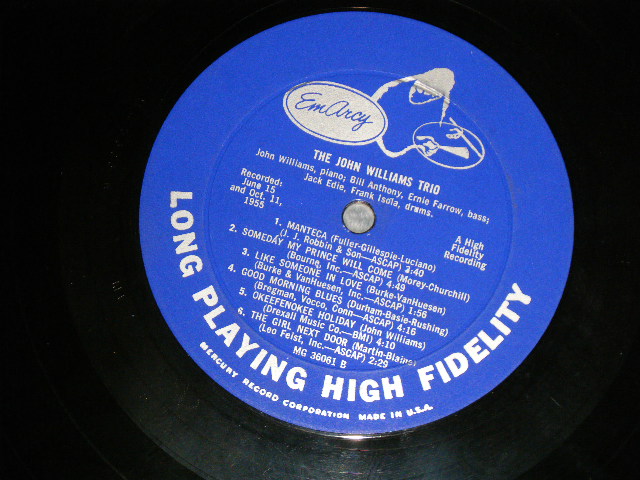 EmArcy
THE JOHN WILLIAMS TRIO
John Williams, piano; Bill Anthony, Ernie Farrow, bass;
Jack Edie, Frank Isola, drums.
Recorded:
June 15
and Oct. 11,
1955
A High
Fidelity
Recording
1. MANTECA (Fuller-Gillespie-Luciano)
(J. J. Robbin & Son—ASCAP) 3:40
2. SOMEDAY MY PRINCE WILL COME (Morey-Churchill)
(Bourne, Inc.—ASCAP) 4:49
3. LIKE SOMEONE IN LOVE (Burke-VanHuesen)
(Burke & VanHuesen, Inc.—ASCAP) 1:56
4. GOOD MORNING BLUES (Durham-Basie-Rushing)
(Bregman, Vocco, Conn—ASCAP) 4:16
5. OKEEFENOKEE HOLIDAY (John Williams)
(Drexall Music Co.—BMI) 4:10
6. THE GIRL NEXT DOOR (Martin-Blaine)
(Leo Feist, Inc.—ASCAP) 2:29
MG 36061 B
LONG PLAYING HIGH FIDELITY
MERCURY RECORD CORPORATION MADE IN U.S.A.